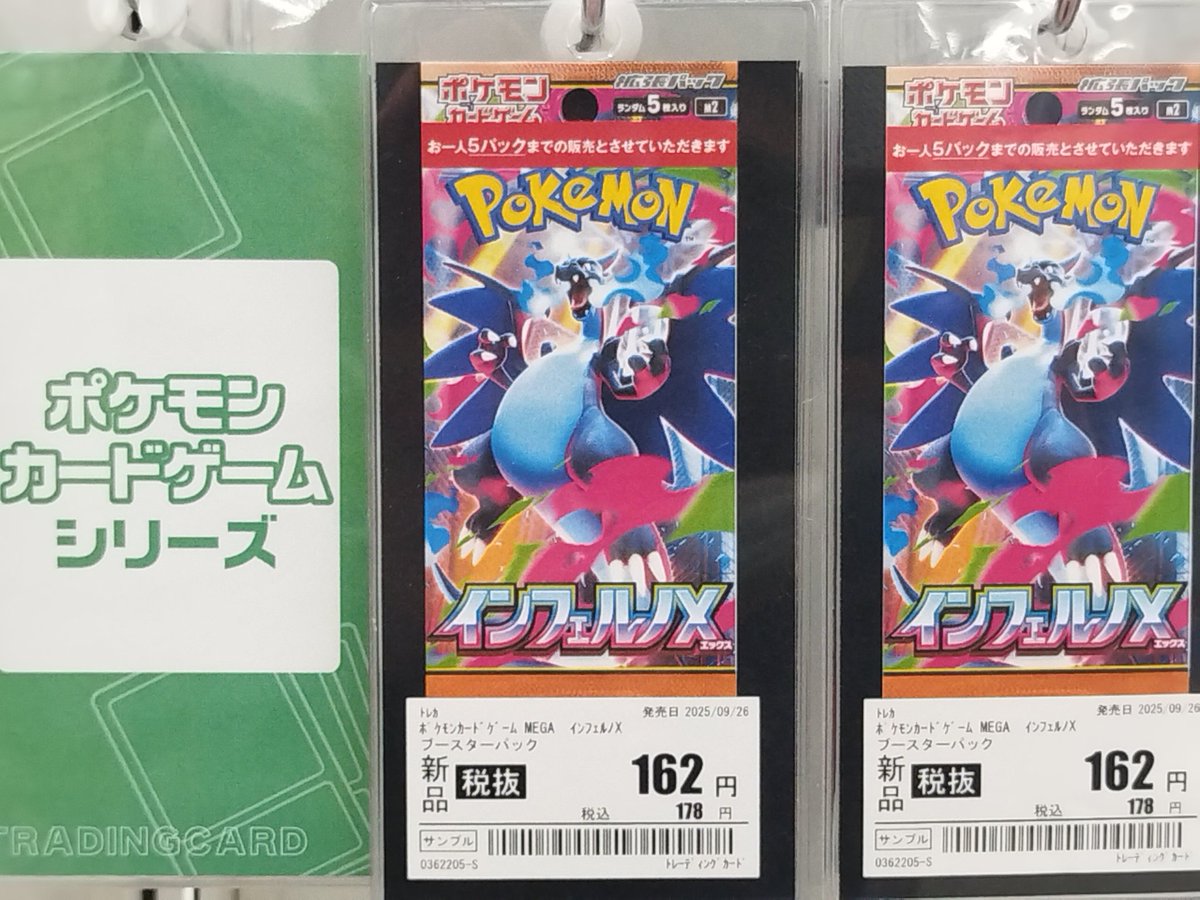 ポケモン
カードゲーム
シリーズ
TRADINGCARD
ポケモン
カードゲーム
拡張パック
ランダム5枚入り M2
お一人5パックまでの販売とさせていただきます
POKÉMON
インフェルノX
エックス
トレカ 発売日 2025/09/26
ポケモンカードゲーム MEGA インフェルノX
ブースターパック
新品 税抜 162円
税込 178 円
サンプル
0362205-S トレーディングカード
ポケモン
カードゲーム
拡張パック
ランダム5枚入り M2
お一人5パックまでの販売とさせていただきます
POKÉMON
インフェルノX
エックス
トレカ 発売日 2025/09/26
ポケモンカードゲーム MEGA インフェルノX
ブースターパック
新品 税抜 162円
税込 178 円
サンプル
0362205-S トレーディングカード